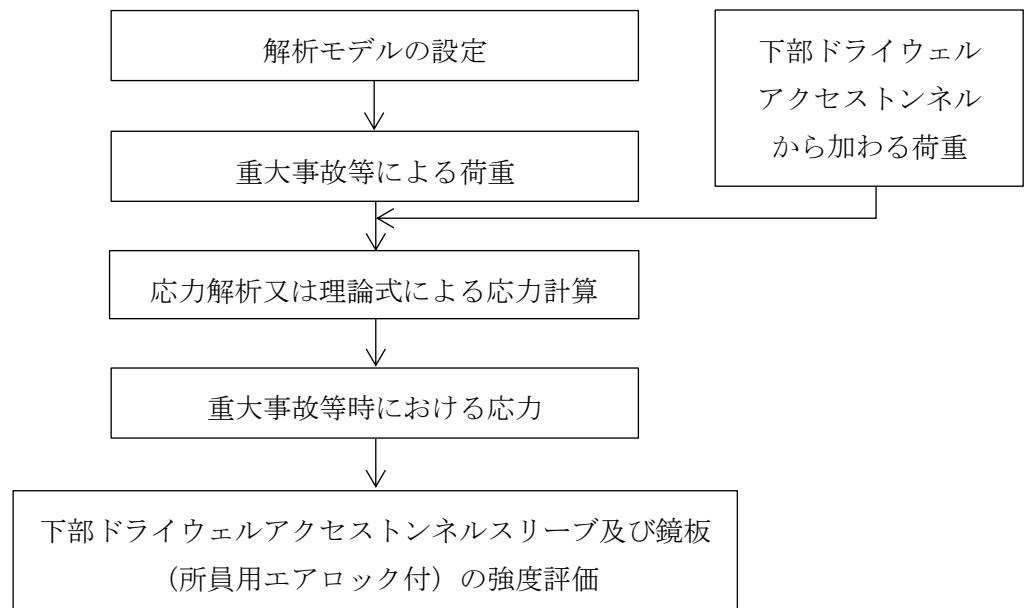 解析モデルの設定
下部ドライウェル
アクセストンネル
から加わる荷重
重大事故等による荷重
応力解析又は理論式による応力計算
重大事故等時における応力
下部ドライウェルアクセストンネルスリーブ及び鏡板
（所員用エアロック付）の強度評価